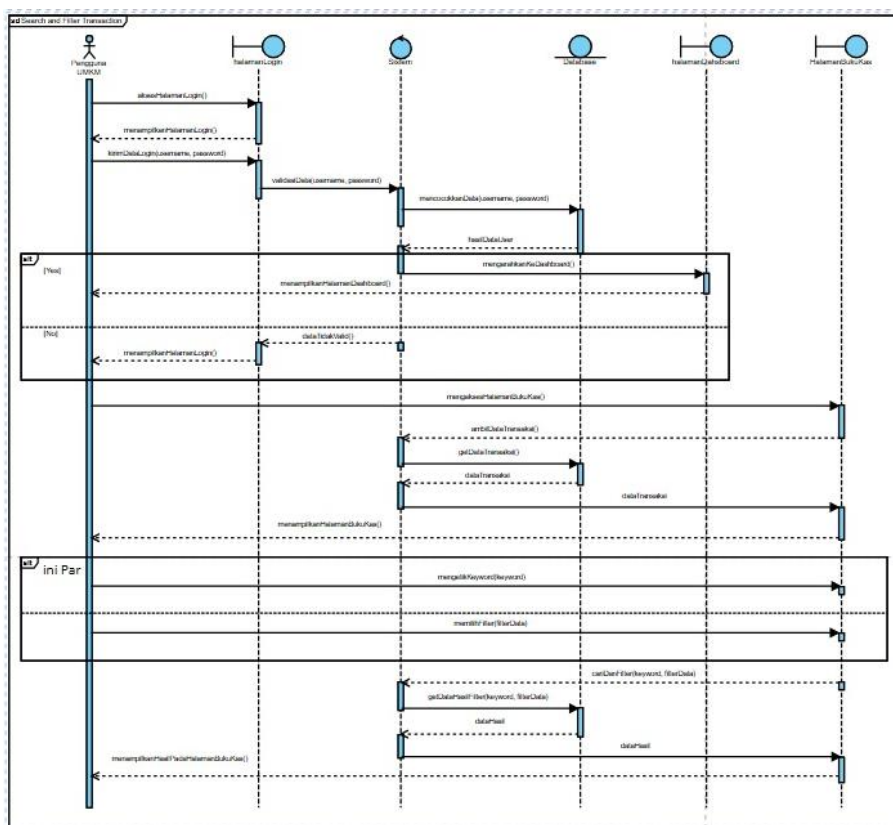 sd Search and Filter Transaction
Pengguna
UMKM
halamanLogin
Sistem
Database
halamanDahsboard
HalamanBukuKas
aksesHalamanLogin()
menampilkanHalamanLogin()
kirimDataLogin(username, password)
validasiData(username, password)
mencocokkanData(username, password)
hasilDataUser
alt
[Yes]
mengarahkanKeDashboard()
menampilkanHalamanDashboard()
[No]
dataTidakValid()
menampilkanHalamanLogin()
mengaksesHalamanBukuKas()
ambilDataTransaksi()
getDataTransaksi()
dataTransaksi
dataTransaksi
menampilkanHalamanBukuKas()
alt
ini Par
mengetikKeyword(keyword)
memilihFilter(filterData)
cariDanFilter(keyword, filterData)
getDataHasilFilter(keyword, filterData)
dataHasil
dataHasil
menampilkanHasilPadaHalamanBukuKas()